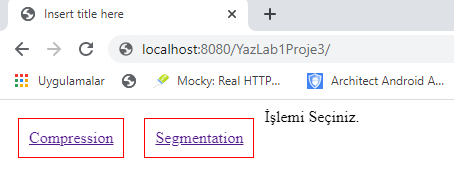 Insert title here
localhost:8080/YazLab1Proje3/
Uygulamalar Mocky: Real HTTP... Architect Android A...
İşlemi Seçiniz.
Compression Segmentation